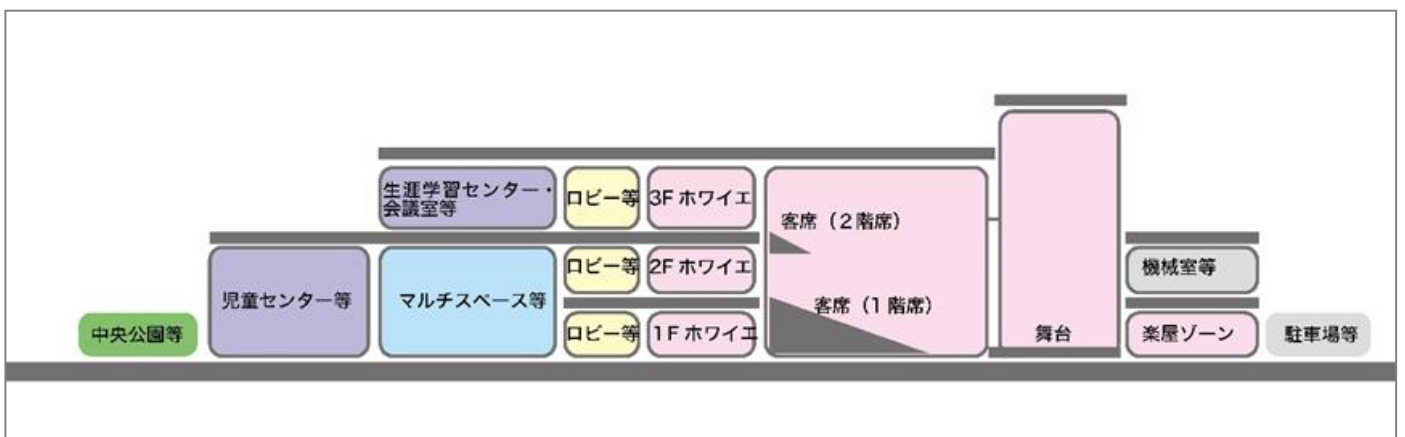 生涯学習センター・
会議室等
ロビー等
3F ホワイエ
客席（2階席）
ロビー等
2F ホワイエ
機械室等
児童センター等
マルチスペース等
客席（1階席）
中央公園等
ロビー等
1F ホワイエ
舞台
楽屋ゾーン
駐車場等